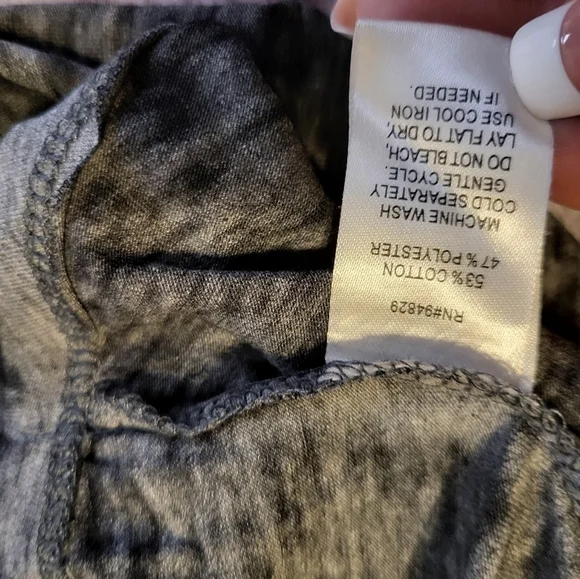 RN#94829
53% COTTON
47% POLYESTER
MACHINE WASH
COLD SEPARATELY
GENTLE CYCLE.
DO NOT BLEACH,
LAY FLAT TO DRY,
USE COOL IRON
IF NEEDED.